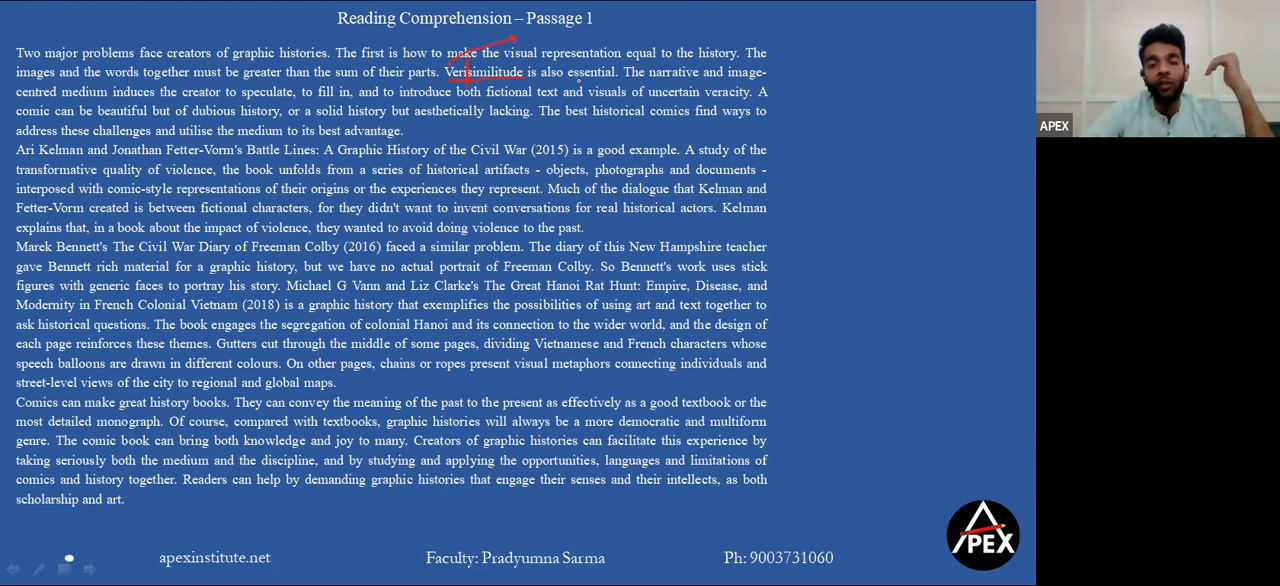 Reading Comprehension – Passage 1
Two major problems face creators of graphic histories. The first is how to make the visual representation equal to the history. The
images and the words together must be greater than the sum of their parts. Verisimilitude is also essential. The narrative and image-
centred medium induces the creator to speculate, to fill in, and to introduce both fictional text and visuals of uncertain veracity. A
comic can be beautiful but of dubious history, or a solid history but aesthetically lacking. The best historical comics find ways to
address these challenges and utilise the medium to its best advantage.
Ari Kelman and Jonathan Fetter-Vorm's Battle Lines: A Graphic History of the Civil War (2015) is a good example. A study of the
transformative quality of violence, the book unfolds from a series of historical artifacts - objects, photographs and documents -
interposed with comic-style representations of their origins or the experiences they represent. Much of the dialogue that Kelman and
Fetter-Vorm created is between fictional characters, for they didn't want to invent conversations for real historical actors. Kelman
explains that, in a book about the impact of violence, they wanted to avoid doing violence to the past.
Marek Bennett's The Civil War Diary of Freeman Colby (2016) faced a similar problem. The diary of this New Hampshire teacher
gave Bennett rich material for a graphic history, but we have no actual portrait of Freeman Colby. So Bennett's work uses stick
figures with generic faces to portray his story. Michael G Vann and Liz Clarke's The Great Hanoi Rat Hunt: Empire, Disease, and
Modernity in French Colonial Vietnam (2018) is a graphic history that exemplifies the possibilities of using art and text together to
ask historical questions. The book engages the segregation of colonial Hanoi and its connection to the wider world, and the design of
each page reinforces these themes. Gutters cut through the middle of some pages, dividing Vietnamese and French characters whose
speech balloons are drawn in different colours. On other pages, chains or ropes present visual metaphors connecting individuals and
street-level views of the city to regional and global maps.
Comics can make great history books. They can convey the meaning of the past to the present as effectively as a good textbook or the
most detailed monograph. Of course, compared with textbooks, graphic histories will always be a more democratic and multiform
genre. The comic book can bring both knowledge and joy to many. Creators of graphic histories can facilitate this experience by
taking seriously both the medium and the discipline, and by studying and applying the opportunities, languages and limitations of
comics and history together. Readers can help by demanding graphic histories that engage their senses and their intellects, as both
scholarship and art.
apexinstitute.net
Faculty: Pradyumna Sarma
Ph: 9003731060
APEX
APEX